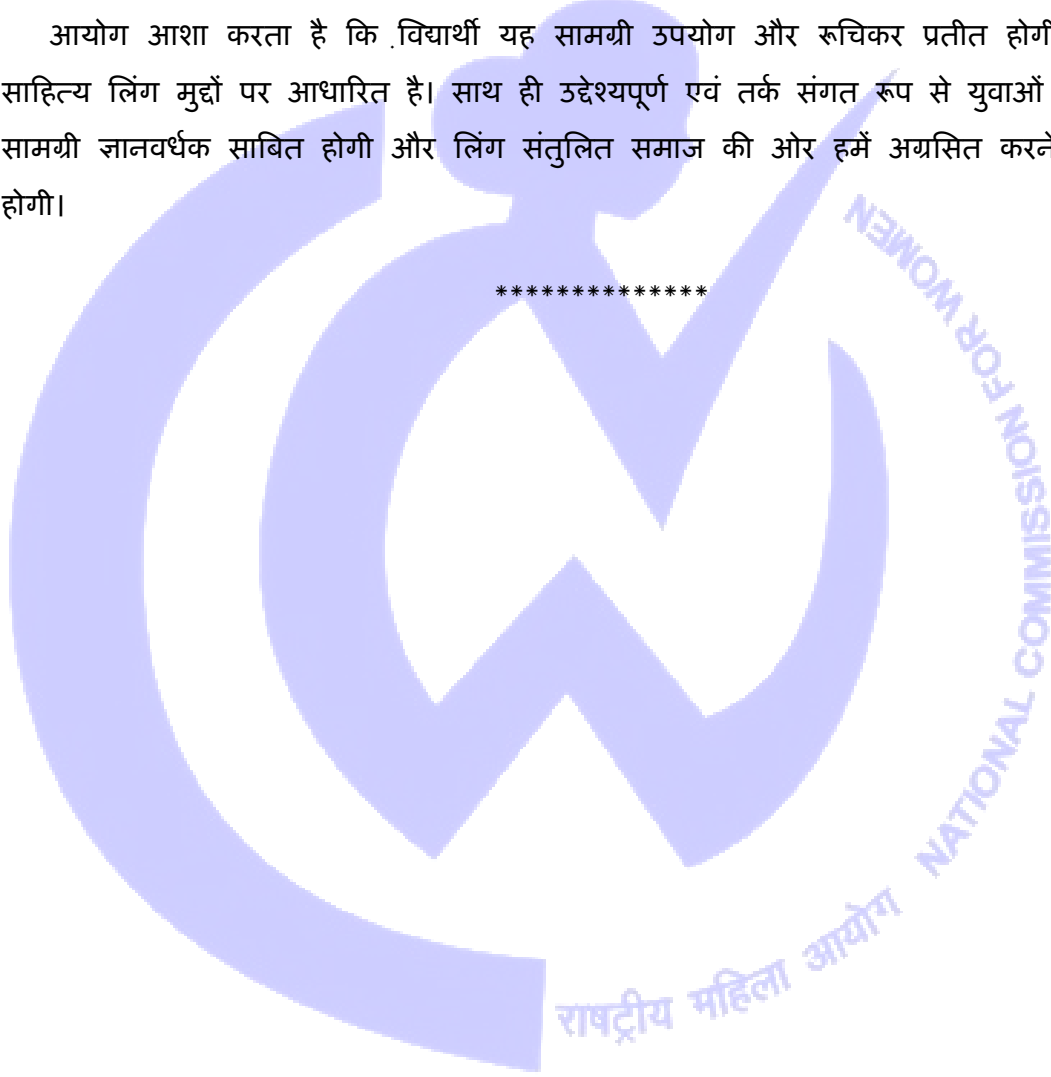 आयोग आशा करता है कि विद्यार्थी यह सामग्री उपयोग और रूचिकर प्रतीत होगी
साहित्य लिंग मुद्दों पर आधारित है। साथ ही उद्देश्यपूर्ण एवं तर्क संगत रूप से युवाओं
सामग्री ज्ञानवर्धक साबित होगी और लिंग संतुलित समाज की ओर हमें अग्रसित करने
होगी।
**************
राषट्रीय महिला आयोग NATIONAL COMMISSION FOR WOMEN